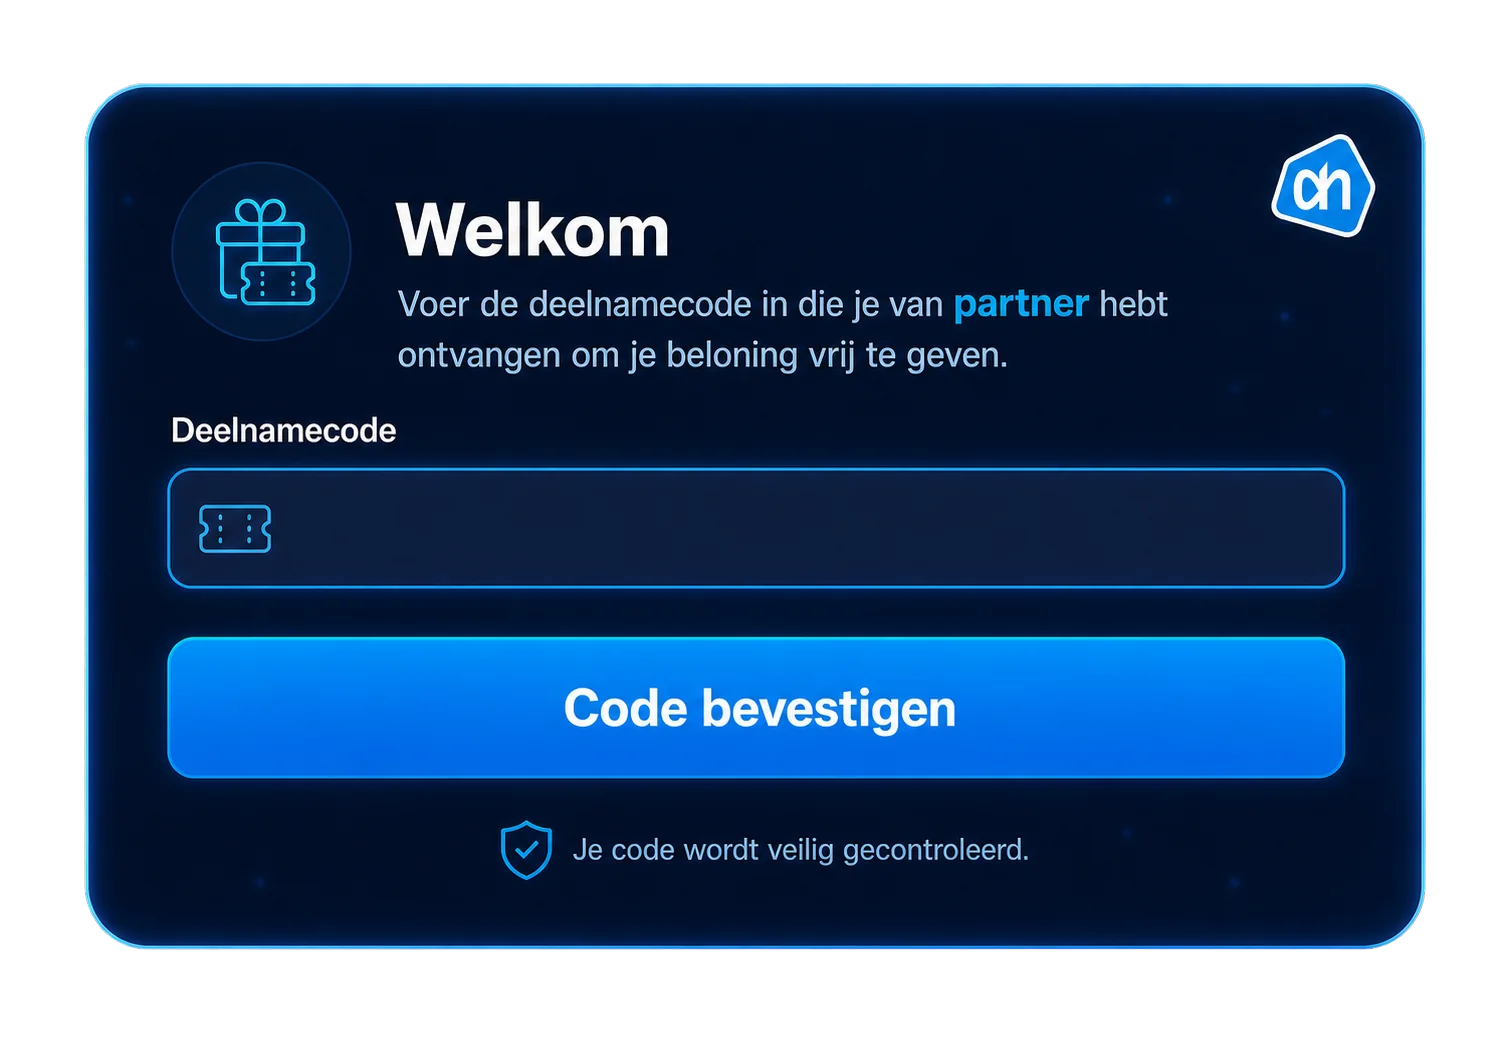 ah
Welkom
Voer de deelnamecode in die je van partner hebt
ontvangen om je beloning vrij te geven.
Deelnamecode
Code bevestigen
Je code wordt veilig gecontroleerd.